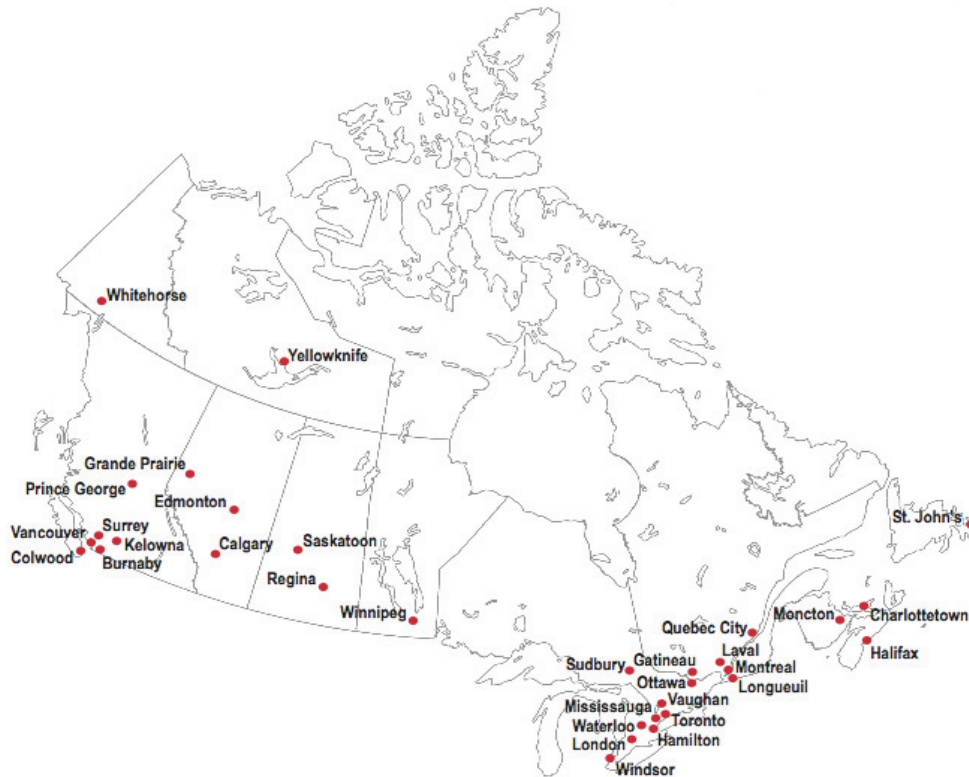 Whitehorse
Yellowknife
Grande Prairie
Prince George
Edmonton
Vancouver
Surrey
Kelowna
Colwood
Burnaby
Calgary
Saskatoon
Regina
Winnipeg
St. John's
Moncton
Charlottetown
Halifax
Quebec City
Laval
Sudbury
Gatineau
Montreal
Ottawa
Longueuil
Vaughan
Mississauga
Toronto
Waterloo
Hamilton
London
Windsor